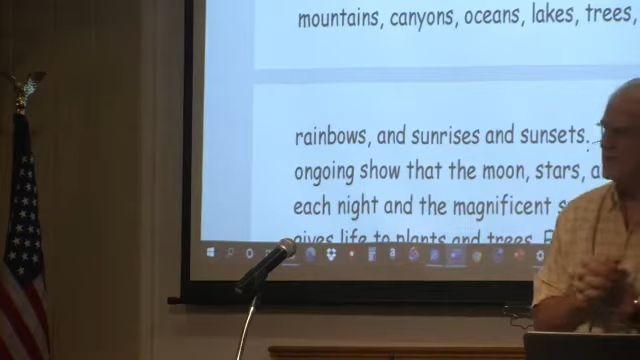 mountains, canyons, oceans, lakes, trees,
rainbows, and sunrises and sunsets.
ongoing show that the moon, stars, a
each night and the magnificent s
gives life to plants and trees. F